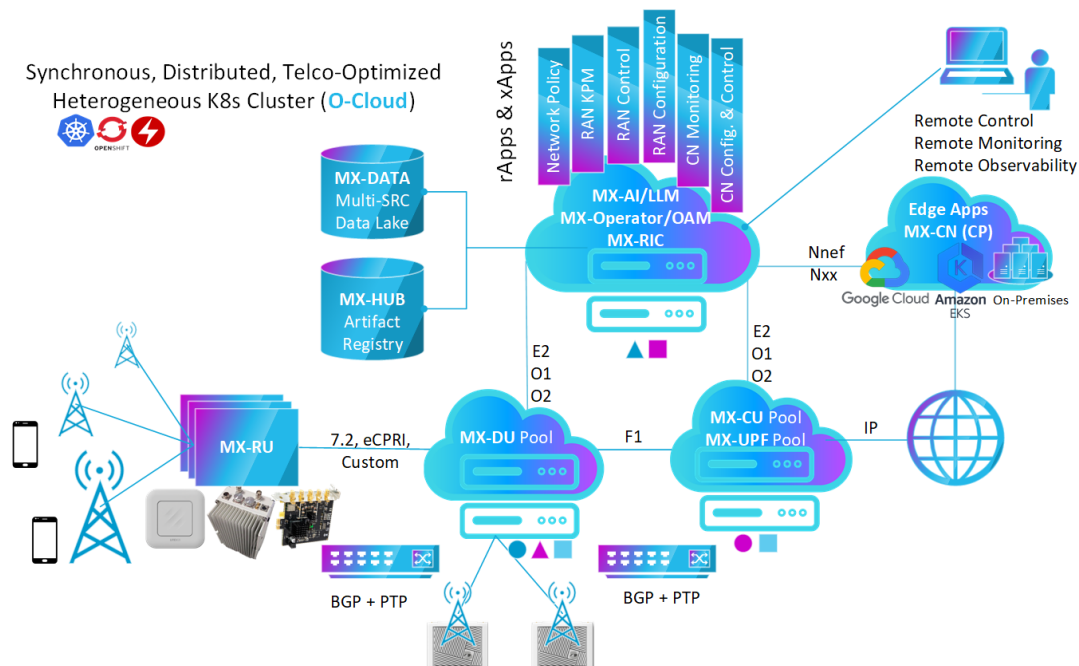 Synchronous, Distributed, Telco-Optimized
Heterogeneous K8s Cluster (O-Cloud)
OPENSHIFT
rApps & xApps
Network Policy
RAN KPM
RAN Control
RAN Configuration
CN Monitoring
CN Config. & Control
Remote Control
Remote Monitoring
Remote Observability
MX-DATA
Multi-SRC
Data Lake
MX-AI/LLM
MX-Operator/OAM
MX-RIC
Edge Apps
MX-CN (CP)
Nnef
Nxx
Google Cloud
Amazon
EKS
On-Premises
MX-HUB
Artifact
Registry
E2
O1
O2
E2
O1
O2
MX-RU
7.2, eCPRI,
Custom
MX-DU Pool
F1
MX-CU Pool
MX-UPF Pool
IP
BGP + PTP
BGP + PTP